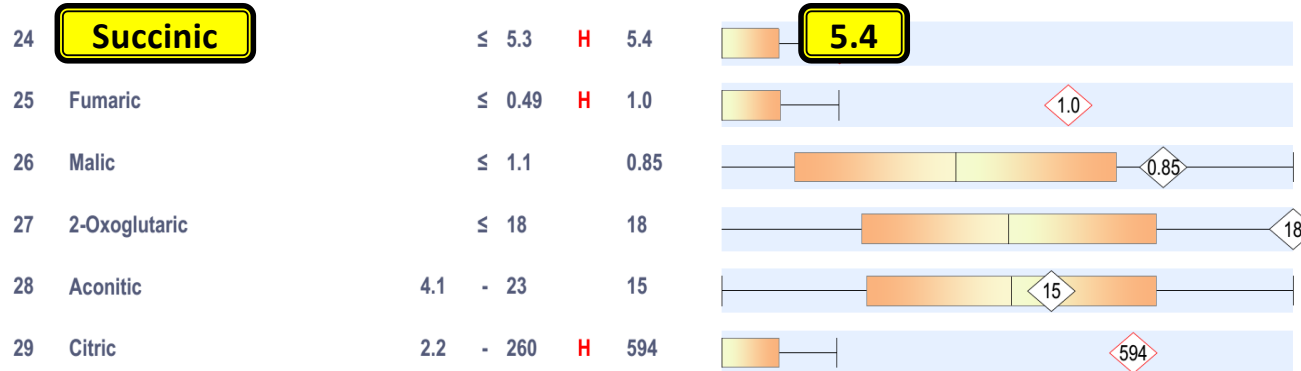 24 Succinic ≤ 5.3 H 5.4 5.4
25 Fumaric ≤ 0.49 H 1.0 1.0
26 Malic ≤ 1.1 0.85 0.85
27 2-Oxoglutaric ≤ 18 18 18
28 Aconitic 4.1 - 23 15 15
29 Citric 2.2 - 260 H 594 594